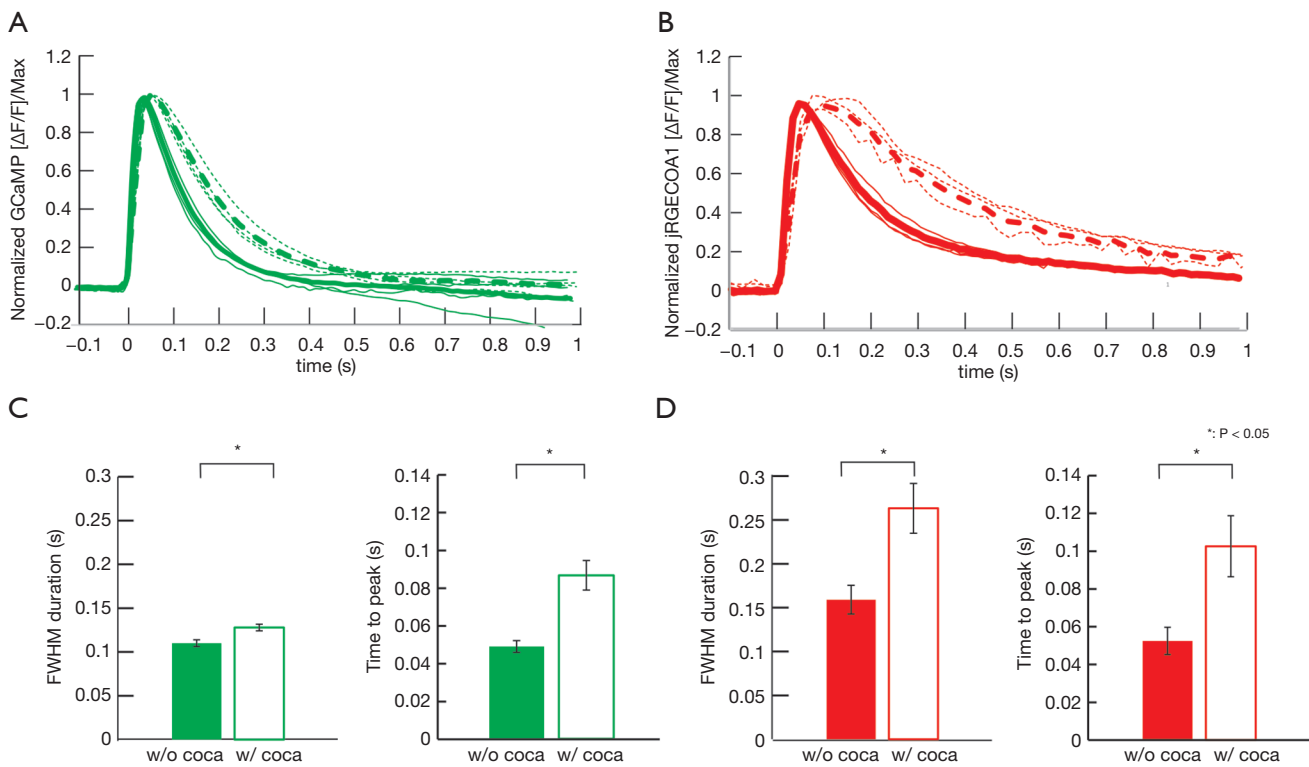 A
Normalized GCaMP [ΔF/F]/Max
1.2
1
0.8
0.6
0.4
0.2
0
−0.2
−0.1 0 0.1 0.2 0.3 0.4 0.5 0.6 0.7 0.8 0.9 1
time (s)
B
Normalized jRGECOA1 [ΔF/F]/Max
1.2
1
0.8
0.6
0.4
0.2
0
−0.2
−0.1 0 0.1 0.2 0.3 0.4 0.5 0.6 0.7 0.8 0.9 1
time (s)
C
*
FWHM duration (s)
0.3
0.25
0.2
0.15
0.1
0.05
0
w/o coca w/ coca
*
Time to peak (s)
0.14
0.12
0.1
0.08
0.06
0.04
0.02
0
w/o coca w/ coca
D
*
FWHM duration (s)
0.3
0.25
0.2
0.15
0.1
0.05
0
w/o coca w/ coca
*: P < 0.05
*
Time to peak (s)
0.14
0.12
0.1
0.08
0.06
0.04
0.02
0
w/o coca w/ coca